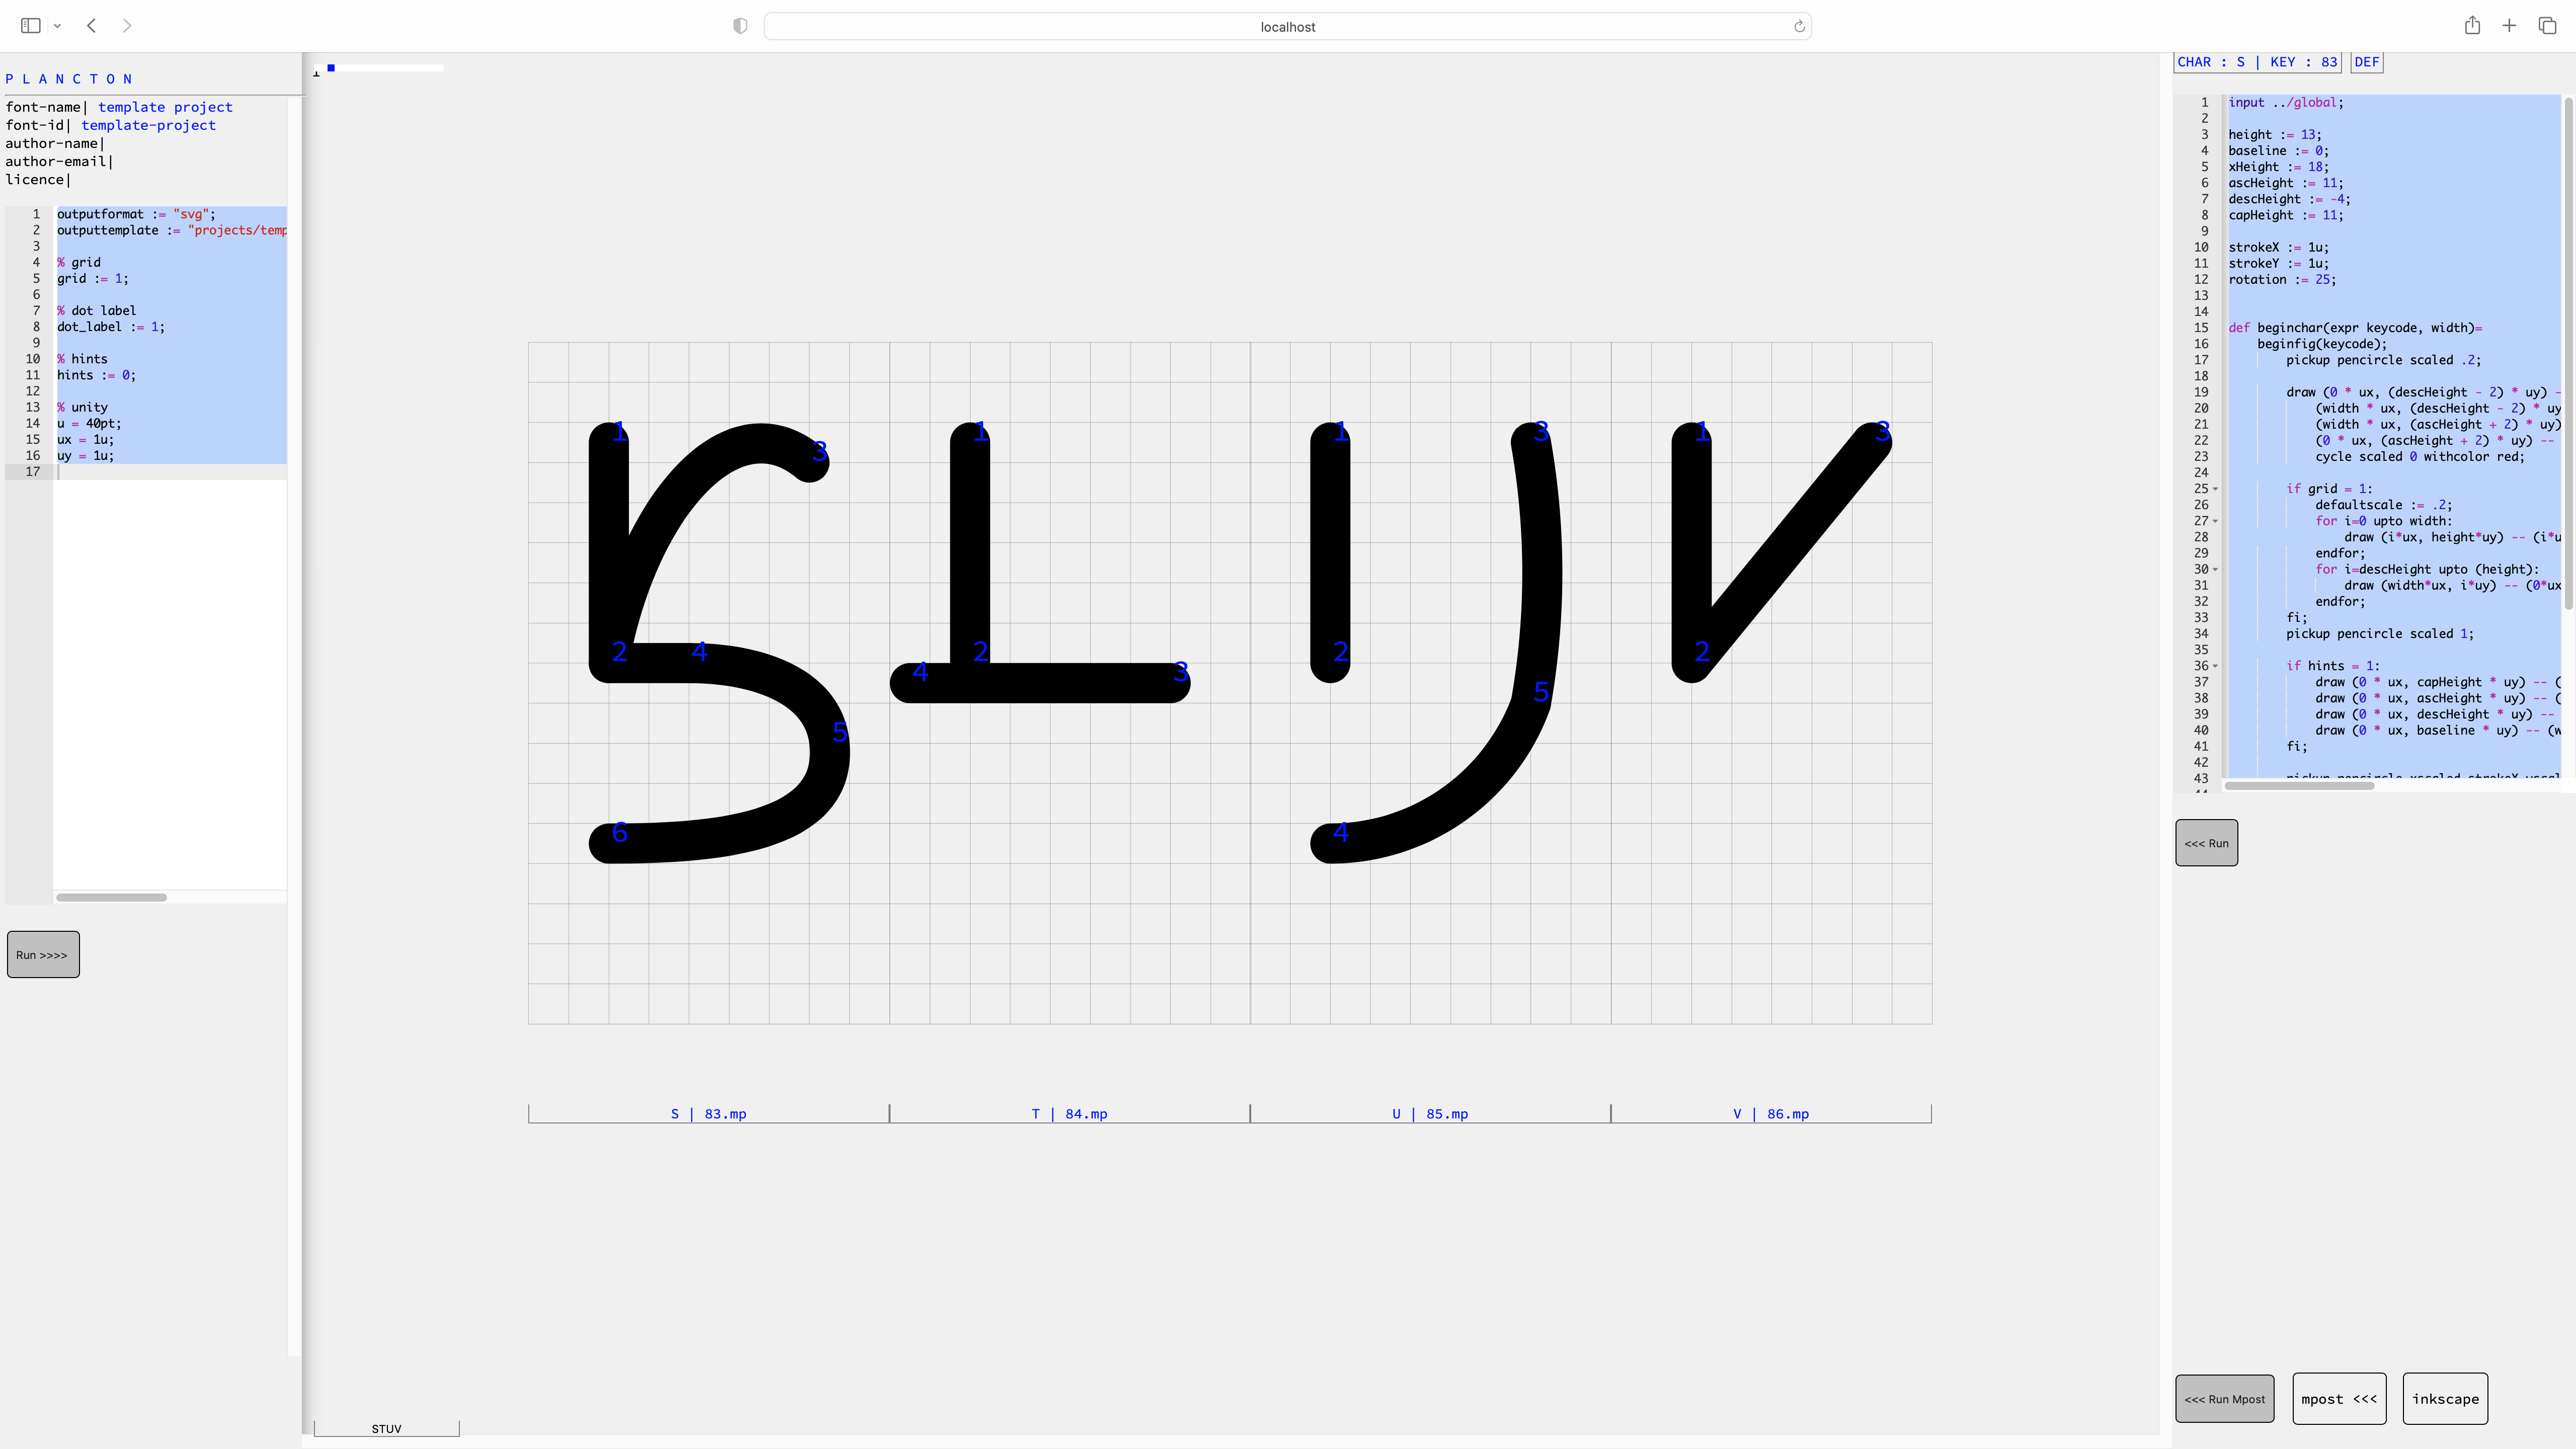 localhost
P L A N C T O N
font-name| template project
font-id| template-project
author-name|
author-email|
licence|
1 outputformat := "svg";
2 outputtemplate := "projects/temp
3
4 % grid
5 grid := 1;
6
7 % dot label
8 dot_label := 1;
9
10 % hints
11 hints := 0;
12
13 % unity
14 u = 40pt;
15 ux = 1u;
16 uy = 1u;
17
Run >>>>
1
1 3 1 1 3 1 3
2 4 2 2 2
4 3
5
5
6 4
S | 83.mp
T | 84.mp
U | 85.mp
V | 86.mp
STUV
CHAR : S | KEY : 83 DEF
1 input ../global;
2
3 height := 13;
4 baseline := 0;
5 xHeight := 18;
6 ascHeight := 11;
7 descHeight := -4;
8 capHeight := 11;
9
10 strokeX := 1u;
11 strokeY := 1u;
12 rotation := 25;
13
14
15 def beginchar(expr keycode, width)=
16 beginfig(keycode);
17 pickup pencircle scaled .2;
18
19 draw (0 * ux, (descHeight - 2) * uy) -
20 (width * ux, (descHeight - 2) * uy
21 (width * ux, (ascHeight + 2) * uy)
22 (0 * ux, (ascHeight + 2) * uy) --
23 cycle scaled 0 withcolor red;
24
25 if grid = 1:
26 defaultscale := .2;
27 for i=0 upto width:
28 draw (i*ux, height*uy) -- (i*u
29 endfor;
30 for i=descHeight upto (height):
31 draw (width*ux, i*uy) -- (0*ux
32 endfor;
33 fi;
34 pickup pencircle scaled 1;
35
36 if hints = 1:
37 draw (0 * ux, capHeight * uy) -- (
38 draw (0 * ux, ascHeight * uy) -- (
39 draw (0 * ux, descHeight * uy) --
40 draw (0 * ux, baseline * uy) -- (w
41 fi;
42
43 pickup pencircle xscaled strokeX yscal
<<< Run
<<< Run Mpost
mpost <<<
inkscape